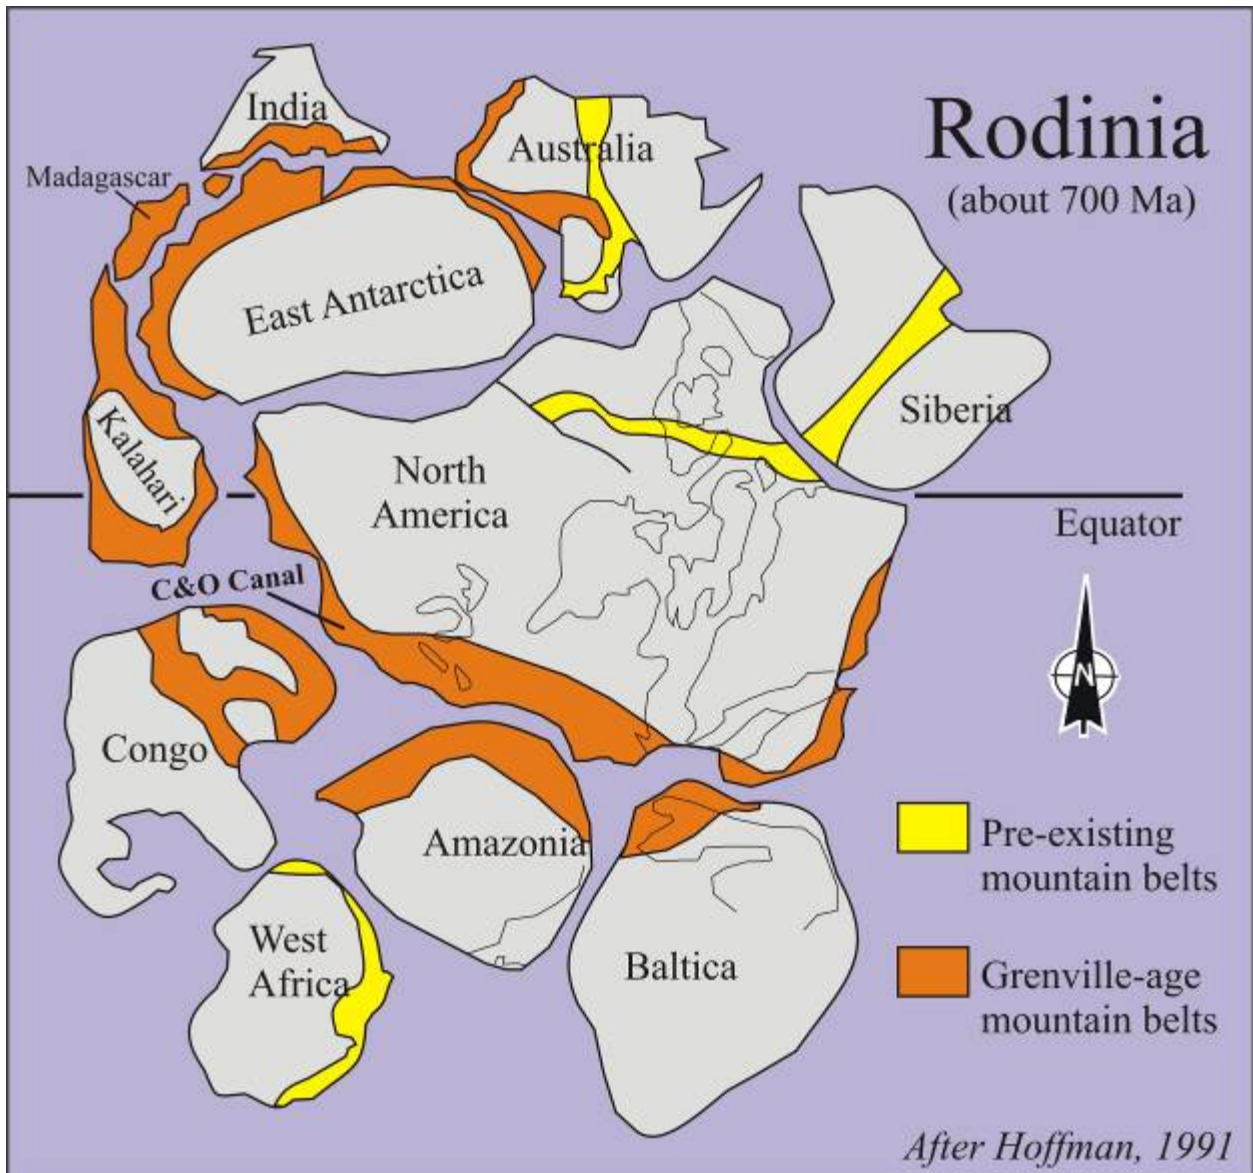 Rodinia
(about 700 Ma)
India
Australia
Madagascar
East Antarctica
Siberia
Kalahari
North
America
Equator
C&O Canal
N
Congo
Amazonia
West
Africa
Baltica
Pre-existing
mountain belts
Grenville-age
mountain belts
After Hoffman, 1991